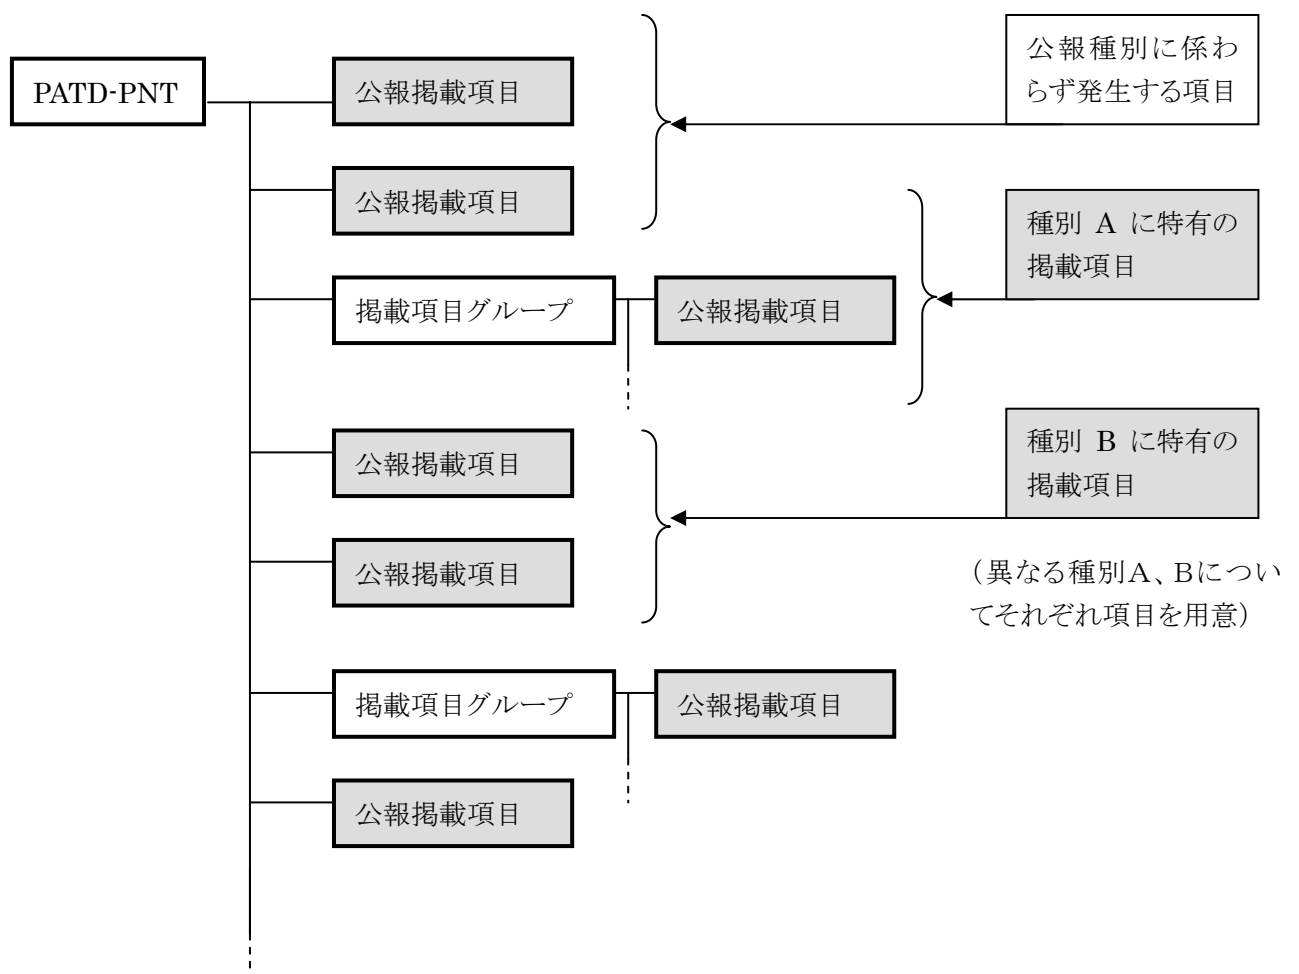 公報種別に係わ
らず発生する項目
PATD-PNT
公報掲載項目
公報掲載項目
種別 A に特有の
掲載項目
掲載項目グループ
公報掲載項目
種別 B に特有の
掲載項目
公報掲載項目
公報掲載項目
（異なる種別Ａ、Ｂについ
てそれぞれ項目を用意）
掲載項目グループ
公報掲載項目
公報掲載項目